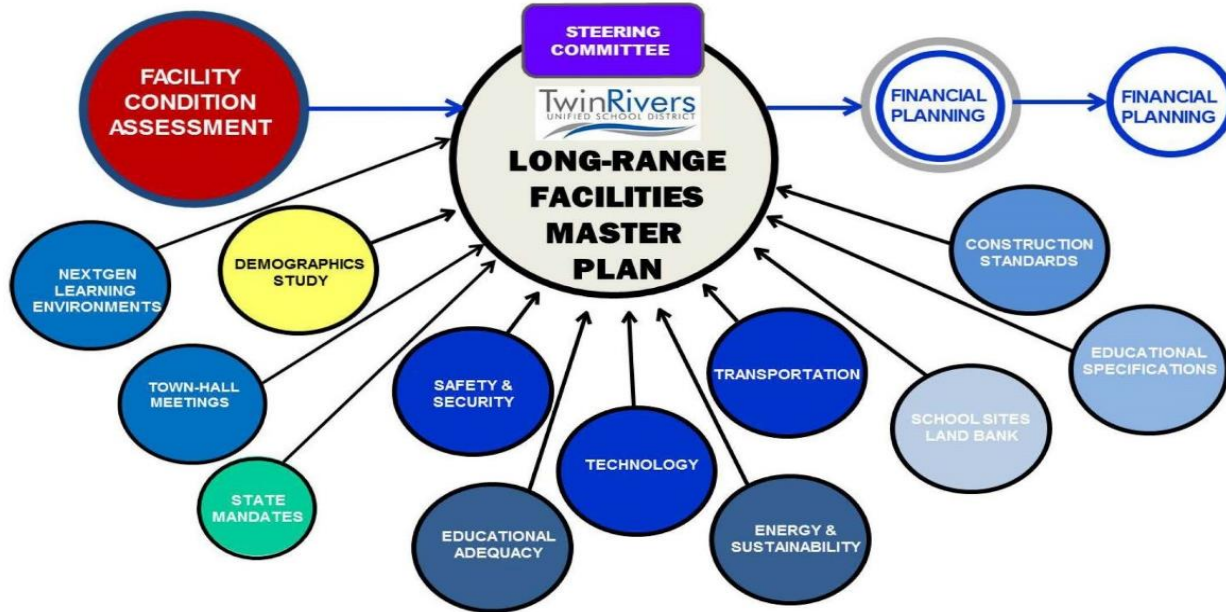 STEERING
COMMITTEE
FACILITY
CONDITION
ASSESSMENT
TwinRivers
UNIFIED SCHOOL DISTRICT
LONG-RANGE
FACILITIES
MASTER
PLAN
FINANCIAL
PLANNING
FINANCIAL
PLANNING
NEXTGEN
LEARNING
ENVIRONMENTS
DEMOGRAPHICS
STUDY
CONSTRUCTION
STANDARDS
TOWN-HALL
MEETINGS
SAFETY &
SECURITY
TRANSPORTATION
EDUCATIONAL
SPECIFICATIONS
SCHOOL SITES
LAND BANK
STATE
MANDATES
TECHNOLOGY
EDUCATIONAL
ADEQUACY
ENERGY &
SUSTAINABILITY